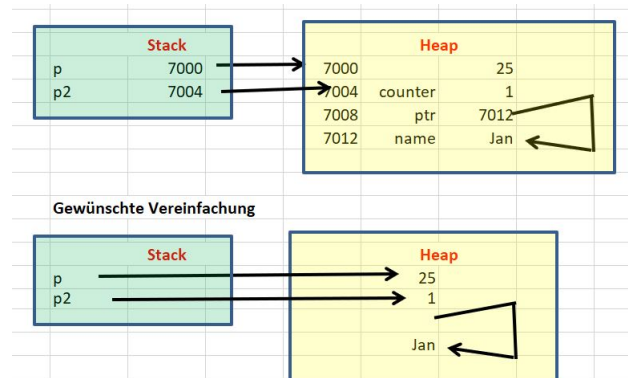 Stack Heap
p 7000 7000 25
p2 7004 7004 counter 1
7008 ptr 7012
7012 name Jan
Gewünschte Vereinfachung
Stack Heap
p 25
p2 1
Jan